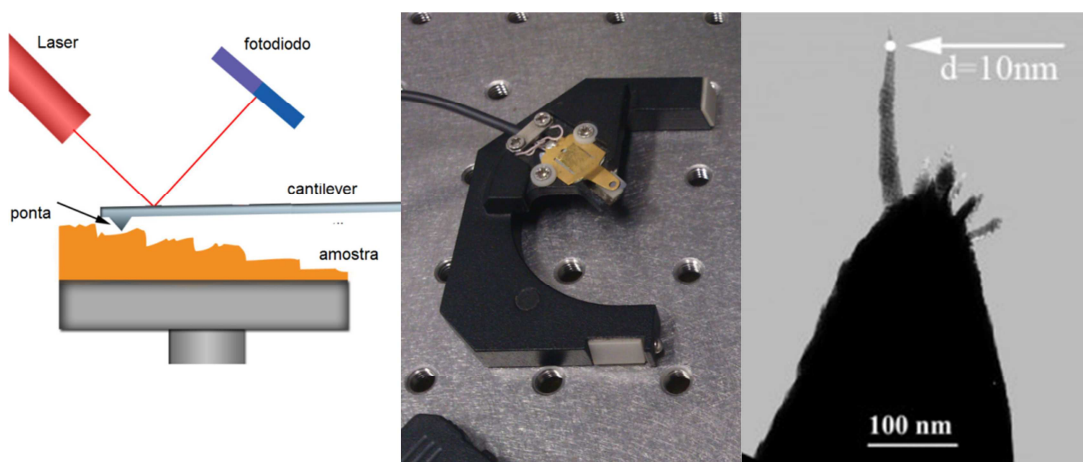 Laser
fotodiodo
cantilever
ponta
amostra
d=10nm
100 nm